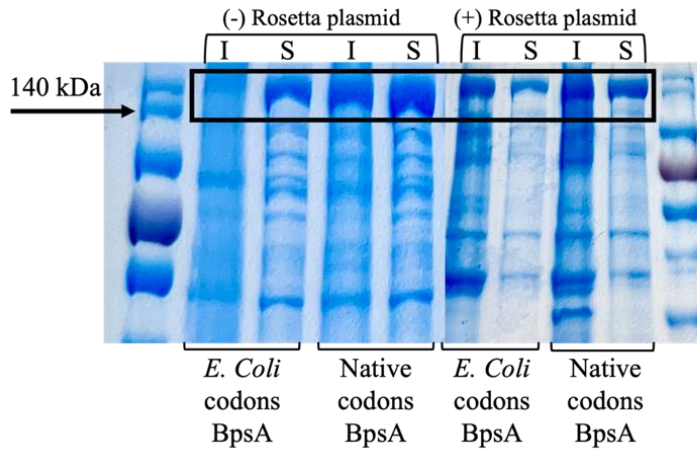 (-) Rosetta plasmid (+) Rosetta plasmid
I S I S I S I S
140 kDa
E. Coli Native E. Coli Native
codons codons codons codons
BpsA BpsA BpsA BpsA